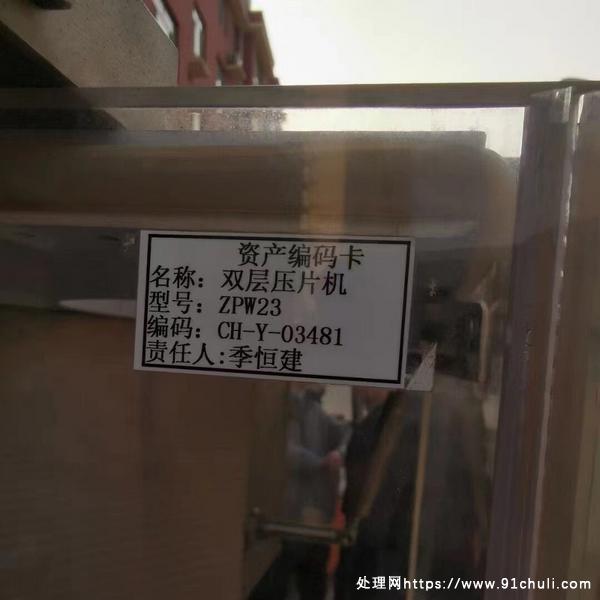 资产编码卡
名称：双层压片机
型号：ZPW23
编码：CH-Y-03481
责任人:季恒建
处理网https://www.91chuli.com/